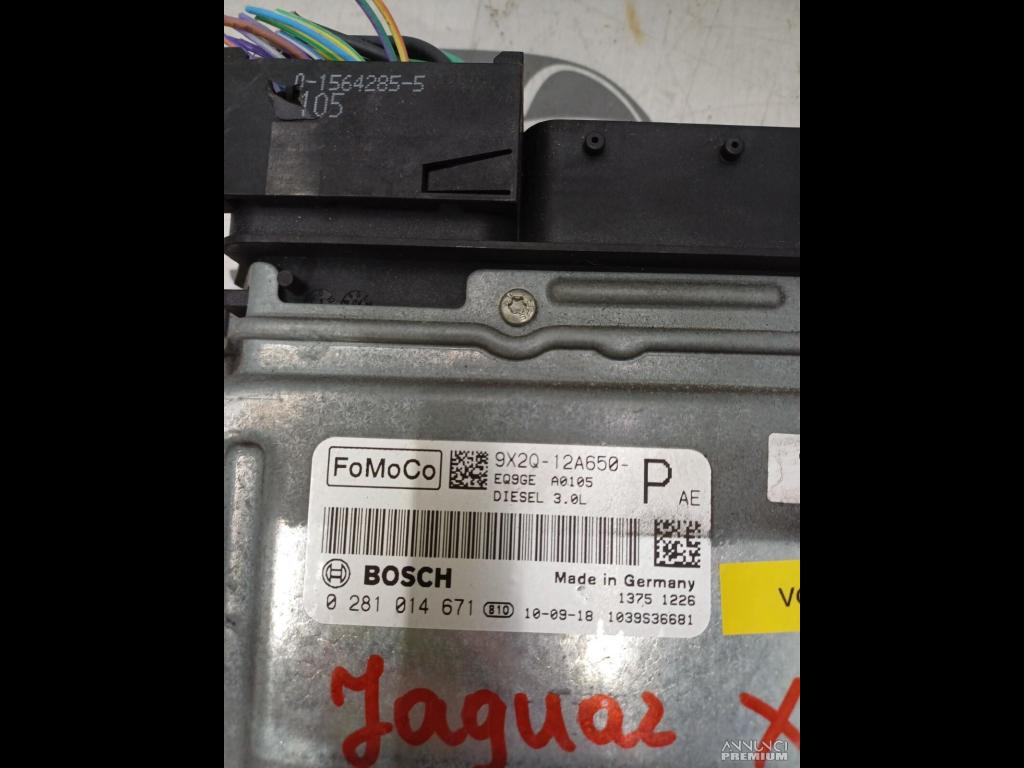 0-1564285-5
105
FoMoCo
9X2Q-12A650-
EQ9GE A0105
DIESEL 3.0L
P AE
BOSCH
Made in Germany
1375 1226
0 281 014 671 810 10-09-18 1039S36681
Jaguar X
ANNUNCI
PREMIUM